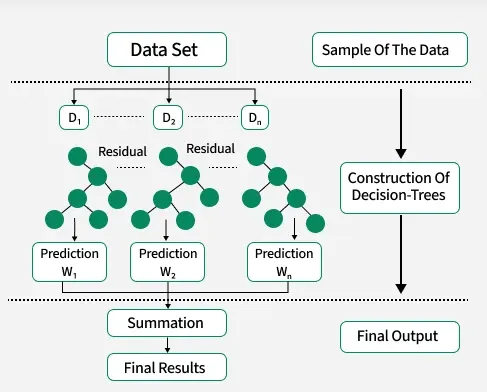 Data Set
Sample Of The Data
D1
D2
Dn
Residual
Residual
Construction Of
Decision-Trees
Prediction
W1
Prediction
W2
Prediction
Wn
Summation
Final Output
Final Results